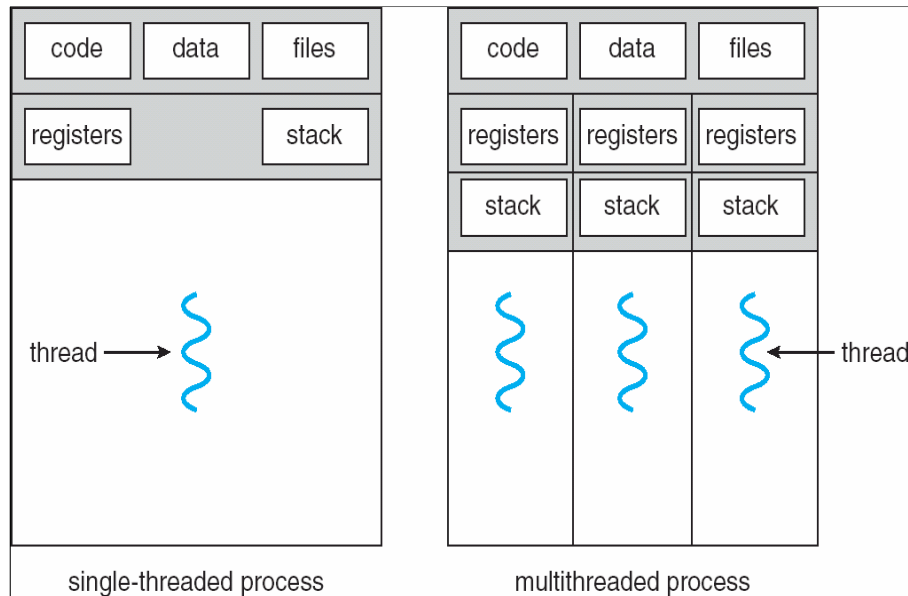 code data files
registers stack
thread
single-threaded process
code data files
registers registers registers
stack stack stack
thread
multithreaded process